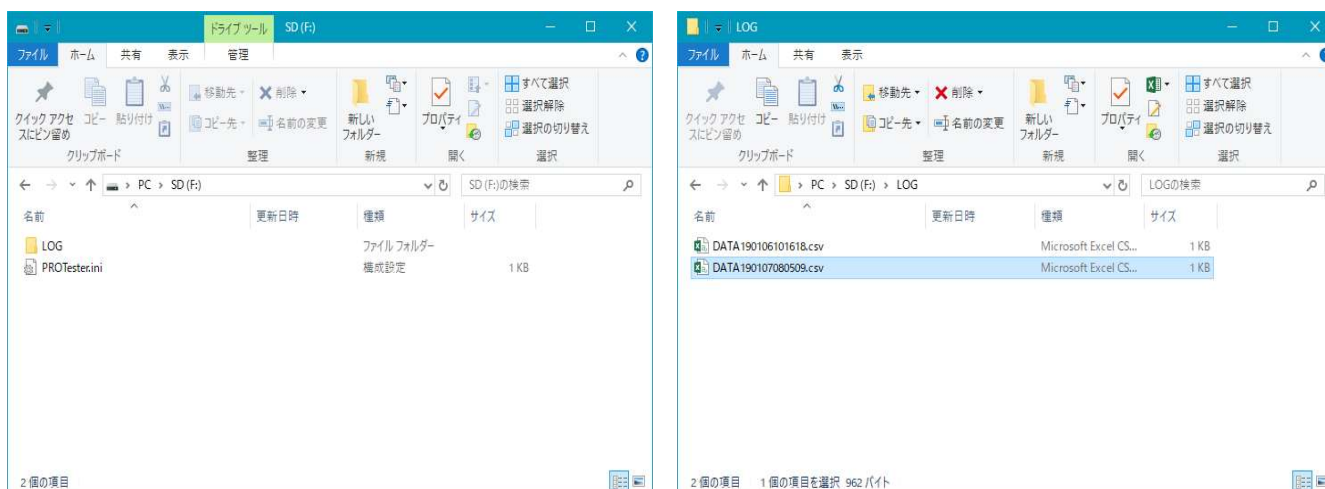 ドライブ ツール SD (F:)
ファイル ホーム 共有 表示 管理
クイック アクセ
スにピン留め
コピー 貼り付け
移動先 削除
コピー先 名前の変更
新しい
フォルダー
プロパティ
すべて選択
選択解除
選択の切り替え
クリップボード 整理 新規 開く 選択
PC › SD (F:)
SD (F:)の検索
名前 更新日時 種類 サイズ
LOG ファイル フォルダー
PROTester.ini 構成設定 1 KB
2 個の項目
LOG
ファイル ホーム 共有 表示
クイック アクセ
スにピン留め
コピー 貼り付け
移動先 削除
コピー先 名前の変更
新しい
フォルダー
プロパティ
すべて選択
選択解除
選択の切り替え
クリップボード 整理 新規 開く 選択
PC › SD (F:) › LOG
LOGの検索
名前 更新日時 種類 サイズ
DATA190106101618.csv Microsoft Excel CS... 1 KB
DATA190107080509.csv Microsoft Excel CS... 1 KB
2 個の項目 1 個の項目を選択 962 バイト